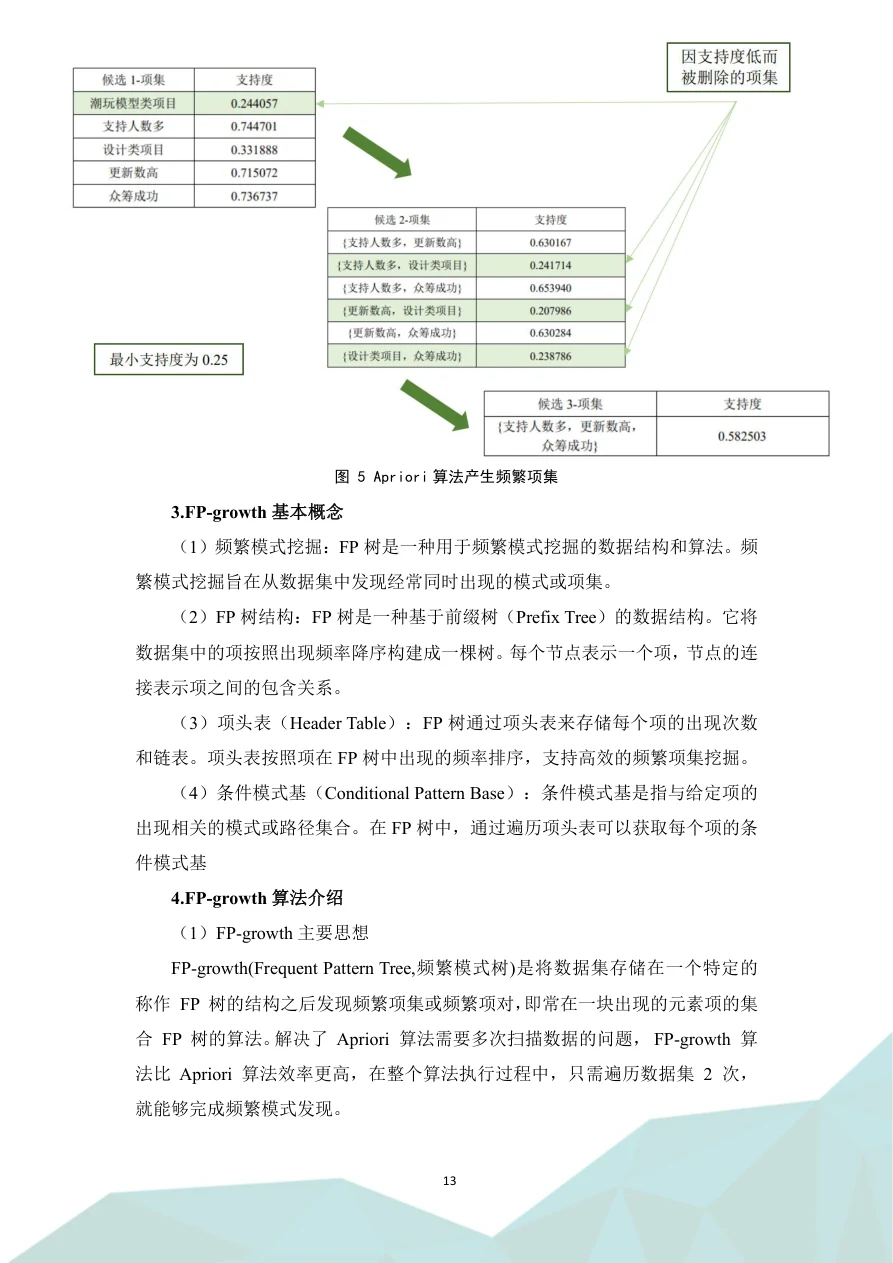 因支持度低而
被删除的项集
候选 1-项集 支持度
潮玩模型类项目 0.244057
支持人数多 0.744701
设计类项目 0.331888
更新数高 0.715072
众筹成功 0.736737
候选 2-项集 支持度
{支持人数多，更新数高} 0.630167
{支持人数多，设计类项目} 0.241714
{支持人数多，众筹成功} 0.653940
{更新数高，设计类项目} 0.207986
{更新数高，众筹成功} 0.630284
{设计类项目，众筹成功} 0.238786
最小支持度为 0.25
候选 3-项集 支持度
{支持人数多，更新数高，
众筹成功} 0.582503
图 5 Apriori 算法产生频繁项集
3.FP-growth 基本概念
（1）频繁模式挖掘：FP 树是一种用于频繁模式挖掘的数据结构和算法。频
繁模式挖掘旨在从数据集中发现经常同时出现的模式或项集。
（2）FP 树结构：FP 树是一种基于前缀树（Prefix Tree）的数据结构。它将
数据集中的项按照出现频率降序构建成一棵树。每个节点表示一个项，节点的连
接表示项之间的包含关系。
（3）项头表（Header Table）：FP 树通过项头表来存储每个项的出现次数
和链表。项头表按照项在 FP 树中出现的频率排序，支持高效的频繁项集挖掘。
（4）条件模式基（Conditional Pattern Base）：条件模式基是指与给定项的
出现相关的模式或路径集合。在 FP 树中，通过遍历项头表可以获取每个项的条
件模式基
4.FP-growth 算法介绍
（1）FP-growth 主要思想
FP-growth(Frequent Pattern Tree,频繁模式树)是将数据集存储在一个特定的
称作 FP 树的结构之后发现频繁项集或频繁项对，即常在一块出现的元素项的集
合 FP 树的算法。解决了 Apriori 算法需要多次扫描数据的问题，FP-growth 算
法比 Apriori 算法效率更高，在整个算法执行过程中，只需遍历数据集 2 次，
就能够完成频繁模式发现。
13